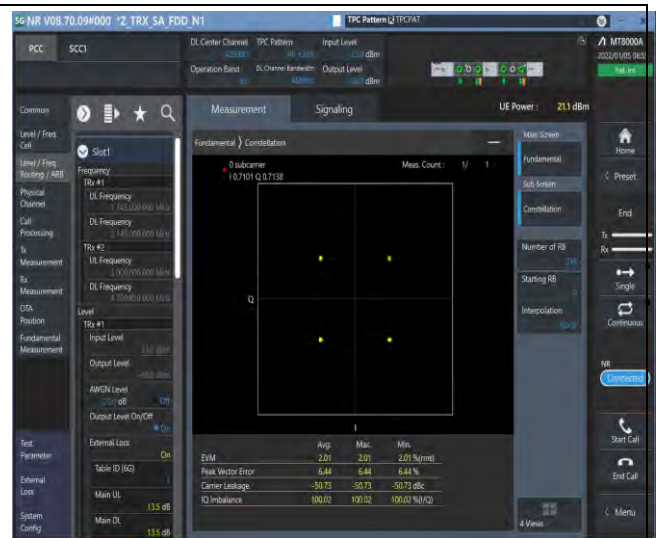 5G NR V08.70.09#000 *Z_TRX_SA_FDD_N1
TPC Pattern
TPCPAT
PCC
SCC1
DL Center Channel
TPC Pattern
Input Level
dBm
Operation Band
DL Channel Bandwidth
Output Level
dBm
MT8000A
2022/01/05
Common
Level / Freq
Cell
Level / Freq
Routing / ARB
Physical
Channel
Call
Processing
Tx
Measurement
Rx
Measurement
OTA
Position
Fundamental
Measurement
Test
Parameter
External
Loss
System
Config
Slot1
Frequency
TRx #1
DL Frequency
DL Frequency
TRx #2
UL Frequency
DL Frequency
Level
TRx #1
Input Level
Output Level
AWGN Level
dB
Off
Output Level On/Off
On
External Loss
On
Table ID (6G)
1
Main UL
13.5 dB
Main DL
13.5 dB
Measurement
Signaling
UE Power : 21.1 dBm
Fundamental
Constellation
0 subcarrier
I 0.7101 Q 0.7138
Meas. Count : 1/ 1
Q
I
Avg. Max. Min.
EVM 2.01 2.01 2.01 %(rms)
Peak Vector Error 6.44 6.44 6.44 %
Carrier Leakage -50.73 -50.73 -50.73 dBc
IQ Imbalance 100.02 100.02 100.02 %(I/Q)
Main Screen
Fundamental
Sub Screen
Constellation
Number of RB
Starting RB
0
Interpolation
None
4 Views
Home
Preset
End
Tx
Rx
Single
Continuous
NR
Connected
Start Call
End Call
Menu